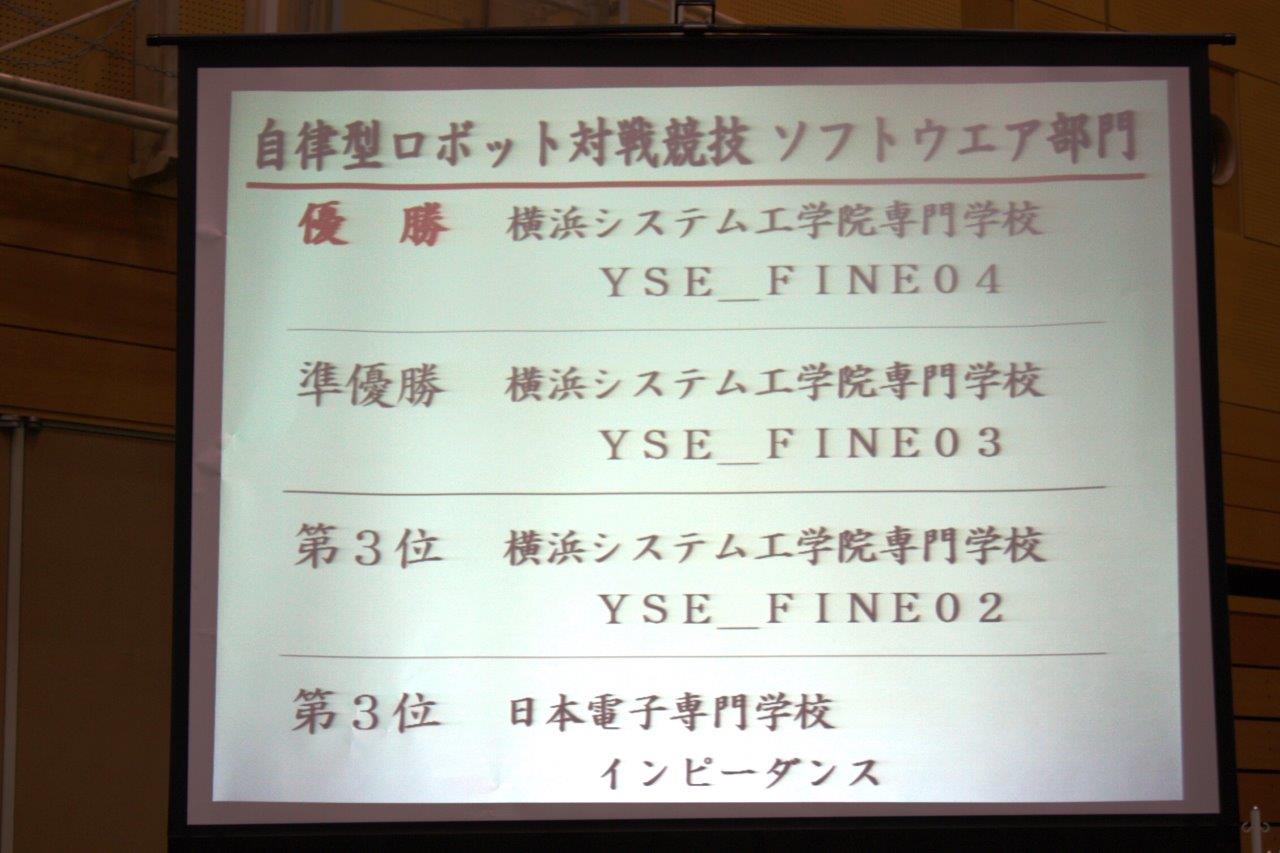 自律型ロボット対戦競技 ソフトウエア部門
優　勝　横浜システム工学院専門学校
ＹＳＥ＿ＦＩＮＥ０４
準優勝　横浜システム工学院専門学校
ＹＳＥ＿ＦＩＮＥ０３
第３位　横浜システム工学院専門学校
ＹＳＥ＿ＦＩＮＥ０２
第３位　日本電子専門学校
インピーダンス